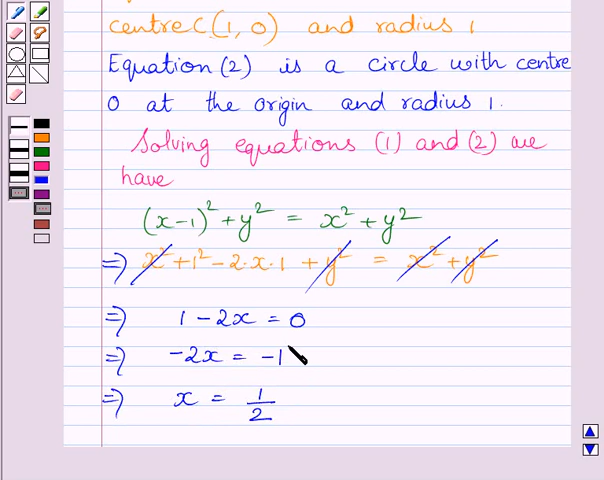 centre C(1, 0) and radius 1
Equation (2) is a circle with centre
O at the origin and radius 1.
Solving equations (1) and (2) we
have
(x-1)² + y² = x² + y²
⇒ x² + 1² - 2·x·1 + y² = x² + y²
⇒ 1 - 2x = 0
⇒ -2x = -1
⇒ x = 1/2